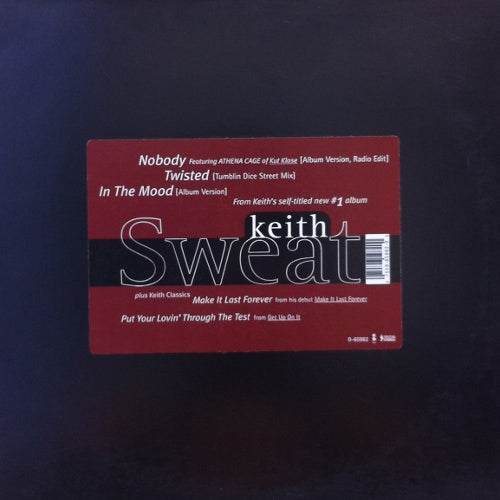 Nobody Featuring ATHENA CAGE of Kut Klose [Album Version, Radio Edit]
Twisted [Tumblin Dice Street Mix]
In The Mood [Album Version]
From Keith's self-titled new #1 album
keith
Sweat
plus Keith Classics Make It Last Forever from his debut Make It Last Forever
Put Your Lovin' Through The Test from Get Up On It
0-63982